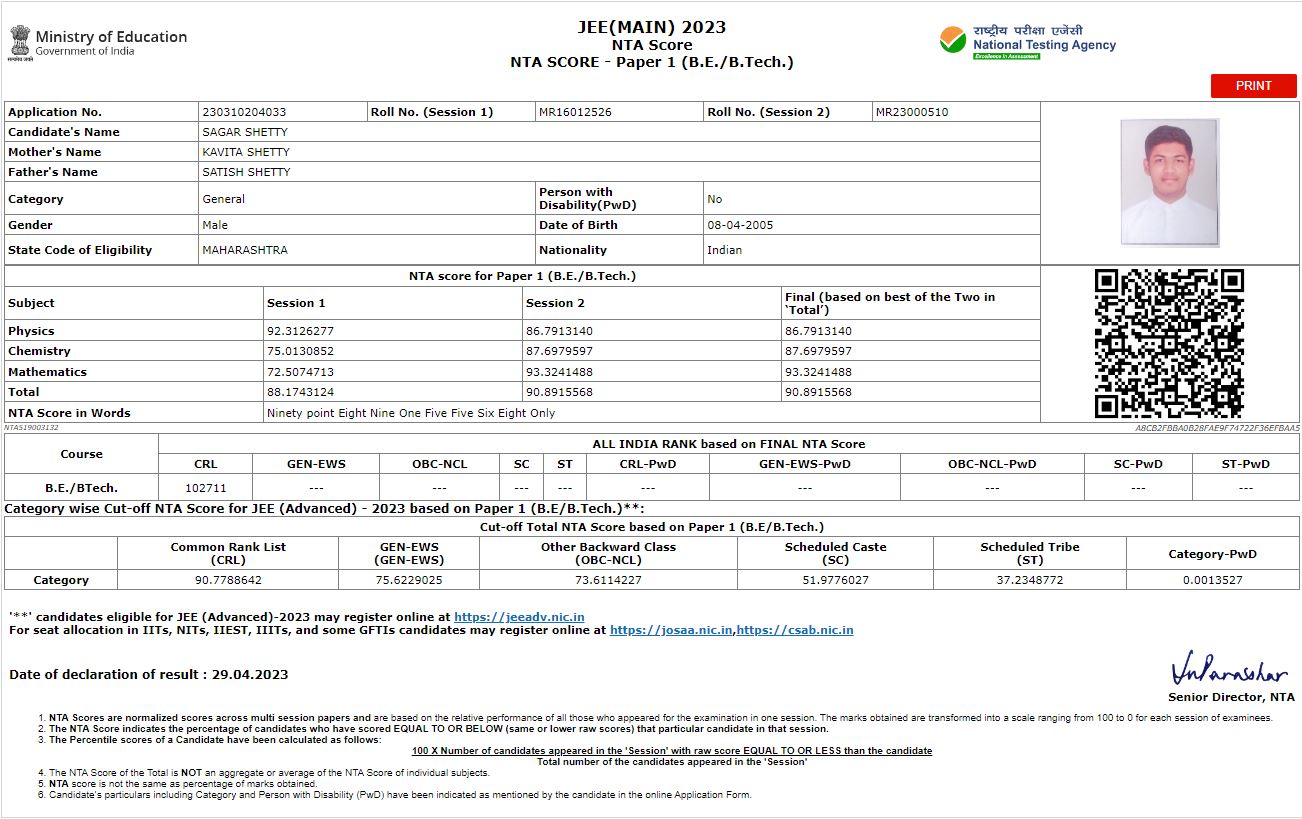 Ministry of Education
Government of India
सत्यमेव जयते
JEE(MAIN) 2023
NTA Score
NTA SCORE - Paper 1 (B.E./B.Tech.)
राष्ट्रीय परीक्षा एजेंसी
National Testing Agency
Excellence in Assessment
PRINT
Application No. 230310204033 Roll No. (Session 1) MR16012526 Roll No. (Session 2) MR23000510
Candidate's Name SAGAR SHETTY
Mother's Name KAVITA SHETTY
Father's Name SATISH SHETTY
Category General Person with Disability(PwD) No
Gender Male Date of Birth 08-04-2005
State Code of Eligibility MAHARASHTRA Nationality Indian
NTA score for Paper 1 (B.E./B.Tech.)
Subject Session 1 Session 2 Final (based on best of the Two in ‘Total’)
Physics 92.3126277 86.7913140 86.7913140
Chemistry 75.0130852 87.6979597 87.6979597
Mathematics 72.5074713 93.3241488 93.3241488
Total 88.1743124 90.8915568 90.8915568
NTA Score in Words Ninety point Eight Nine One Five Five Six Eight Only
NTA519003132 A8CB2FBBA0B28FAE9F74722F36EFBAA5
Course ALL INDIA RANK based on FINAL NTA Score
CRL GEN-EWS OBC-NCL SC ST CRL-PwD GEN-EWS-PwD OBC-NCL-PwD SC-PwD ST-PwD
B.E./BTech. 102711 --- --- --- --- --- --- --- --- ---
Category wise Cut-off NTA Score for JEE (Advanced) - 2023 based on Paper 1 (B.E/B.Tech.)**:
Cut-off Total NTA Score based on Paper 1 (B.E/B.Tech.)
Common Rank List (CRL) GEN-EWS (GEN-EWS) Other Backward Class (OBC-NCL) Scheduled Caste (SC) Scheduled Tribe (ST) Category-PwD
Category 90.7788642 75.6229025 73.6114227 51.9776027 37.2348772 0.0013527
'**' candidates eligible for JEE (Advanced)-2023 may register online at https://jeeadv.nic.in
For seat allocation in IITs, NITs, IIEST, IIITs, and some GFTIs candidates may register online at https://josaa.nic.in,https://csab.nic.in
Date of declaration of result : 29.04.2023
Senior Director, NTA
1. NTA Scores are normalized scores across multi session papers and are based on the relative performance of all those who appeared for the examination in one session. The marks obtained are transformed into a scale ranging from 100 to 0 for each session of examinees.
2. The NTA Score indicates the percentage of candidates who have scored EQUAL TO OR BELOW (same or lower raw scores) that particular candidate in that session.
3. The Percentile scores of a Candidate have been calculated as follows:
100 X Number of candidates appeared in the 'Session' with raw score EQUAL TO OR LESS than the candidate
Total number of the candidates appeared in the 'Session'
4. The NTA Score of the Total is NOT an aggregate or average of the NTA Score of individual subjects.
5. NTA score is not the same as percentage of marks obtained.
6. Candidate's particulars including Category and Person with Disability (PwD) have been indicated as mentioned by the candidate in the online Application Form.